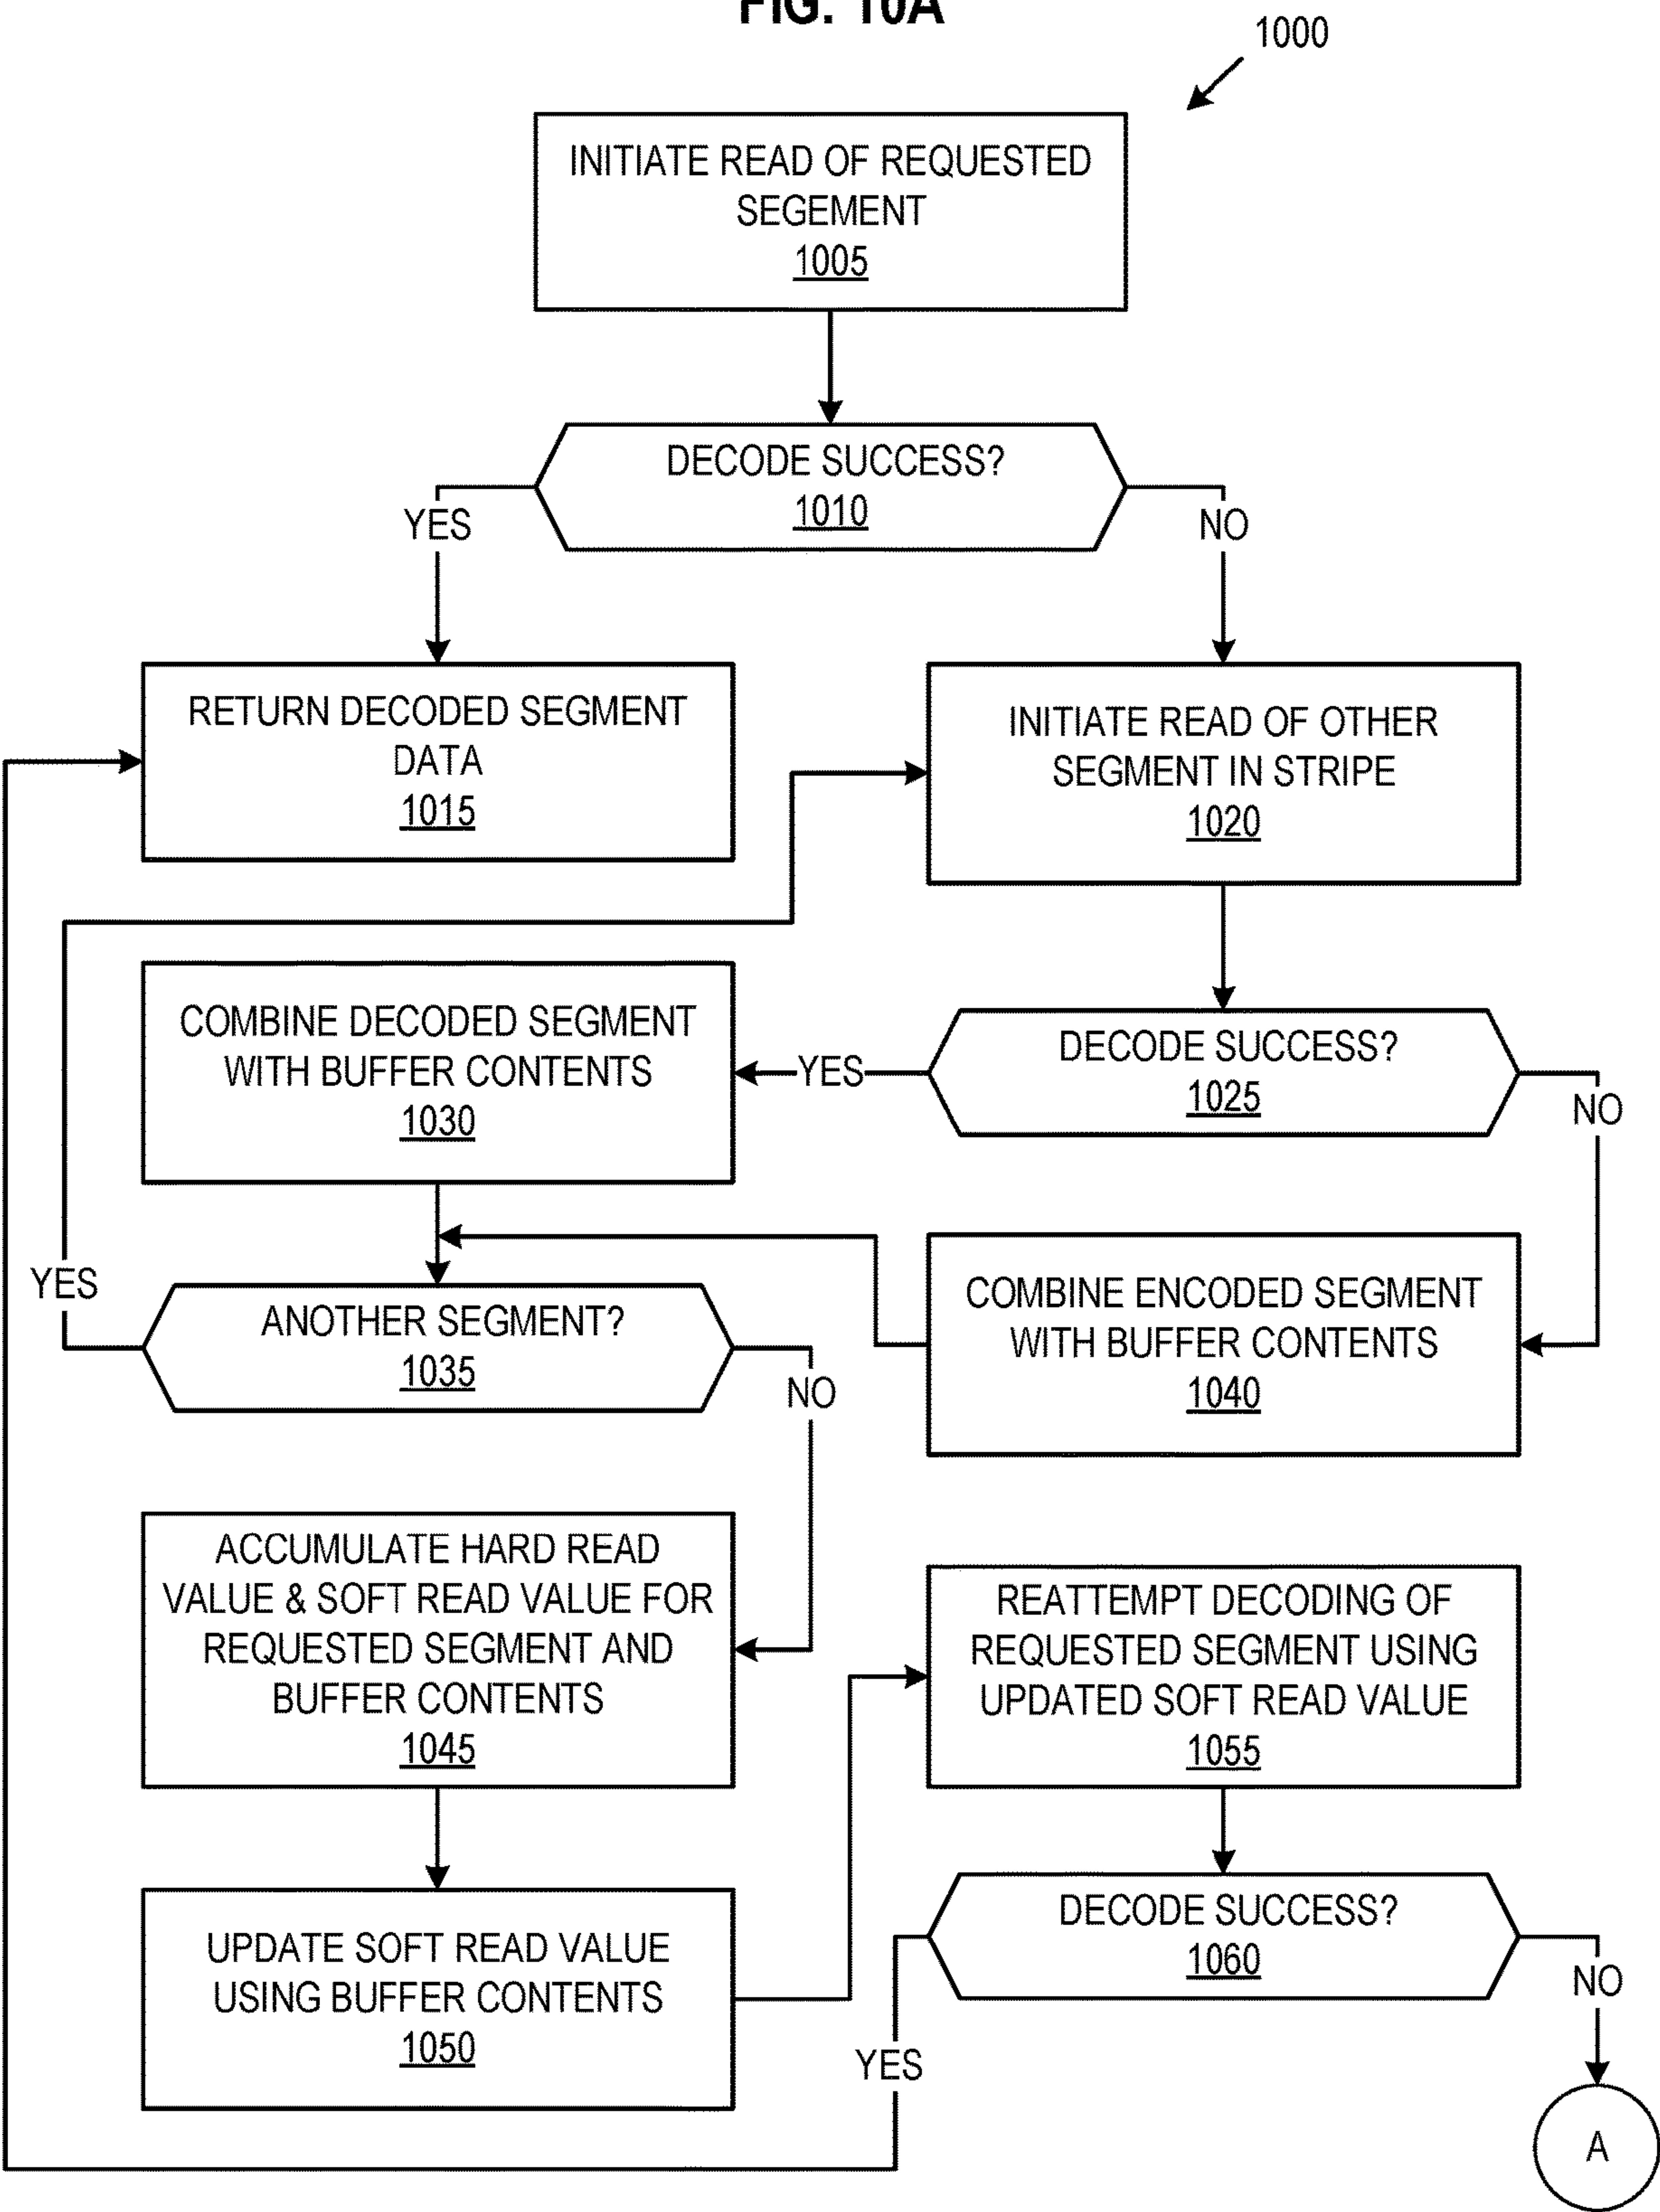 FIG. 10A
1000
INITIATE READ OF REQUESTED
SEGEMENT
1005
DECODE SUCCESS?
1010
YES
NO
RETURN DECODED SEGMENT
DATA
1015
INITIATE READ OF OTHER
SEGMENT IN STRIPE
1020
COMBINE DECODED SEGMENT
WITH BUFFER CONTENTS
1030
YES
DECODE SUCCESS?
1025
NO
YES
ANOTHER SEGMENT?
1035
NO
COMBINE ENCODED SEGMENT
WITH BUFFER CONTENTS
1040
ACCUMULATE HARD READ
VALUE & SOFT READ VALUE FOR
REQUESTED SEGMENT AND
BUFFER CONTENTS
1045
REATTEMPT DECODING OF
REQUESTED SEGMENT USING
UPDATED SOFT READ VALUE
1055
UPDATE SOFT READ VALUE
USING BUFFER CONTENTS
1050
DECODE SUCCESS?
1060
YES
NO
A